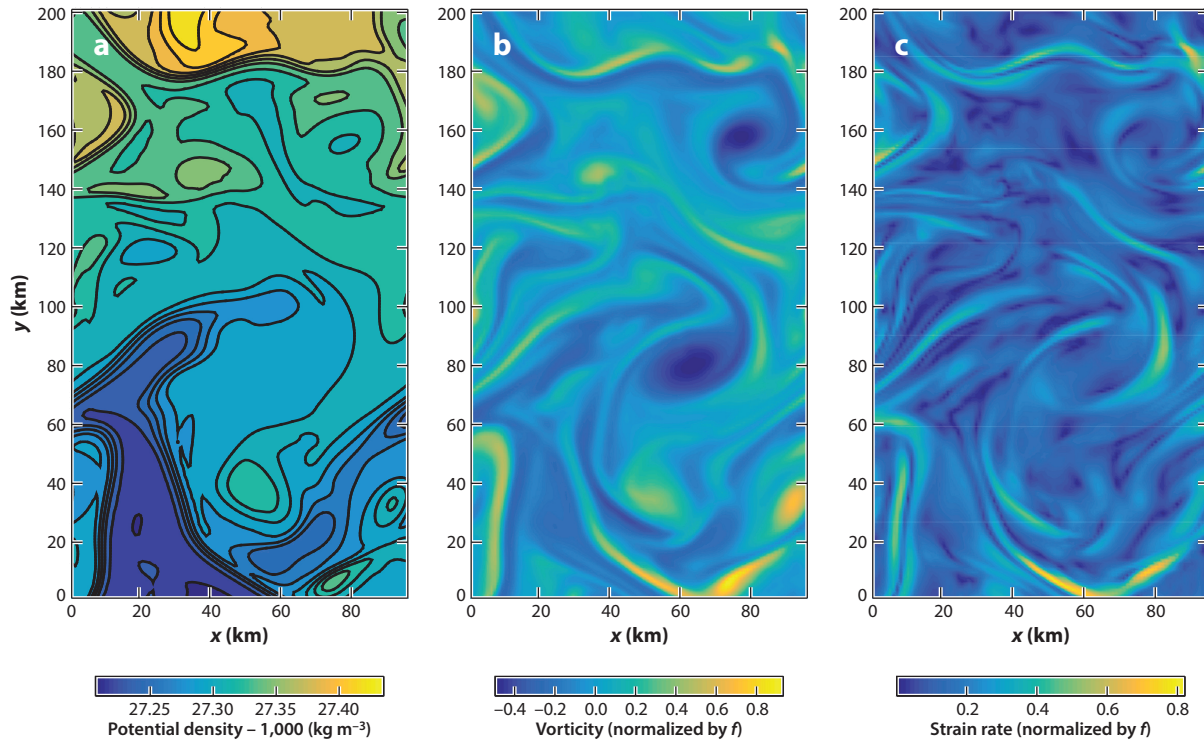 a
b
c
200
180
160
140
120
100
80
60
40
20
0
y (km)
0 20 40 60 80
x (km)
200
180
160
140
120
100
80
60
40
20
0
0 20 40 60 80
x (km)
200
180
160
140
120
100
80
60
40
20
0
0 20 40 60 80
x (km)
27.25 27.30 27.35 27.40
Potential density – 1,000 (kg m⁻³)
–0.4 –0.2 0.0 0.2 0.4 0.6 0.8
Vorticity (normalized by f)
0.2 0.4 0.6 0.8
Strain rate (normalized by f)